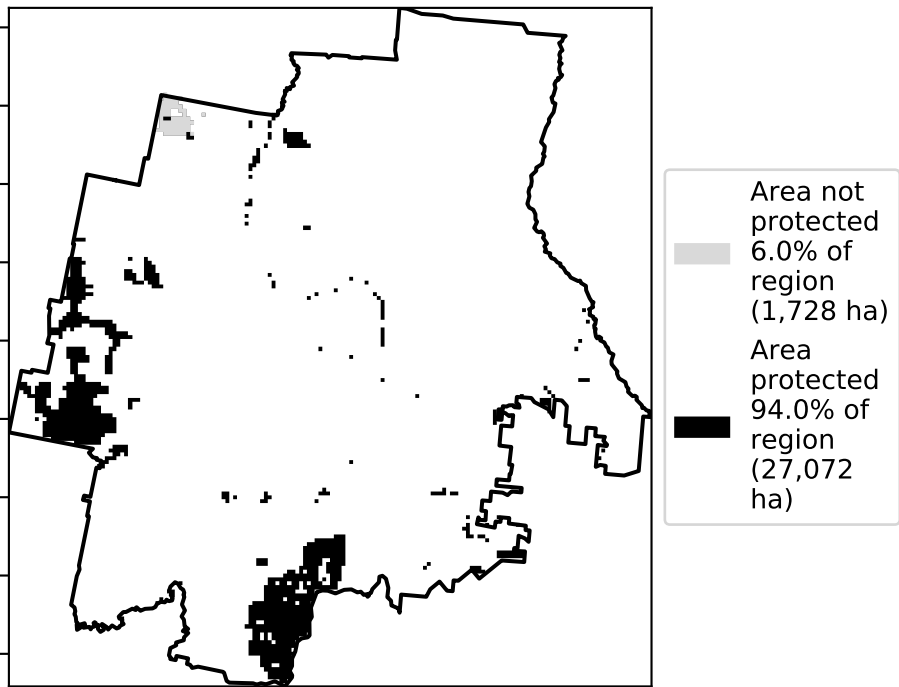 Area not
protected
6.0% of
region
(1,728 ha)
Area
protected
94.0% of
region
(27,072
ha)